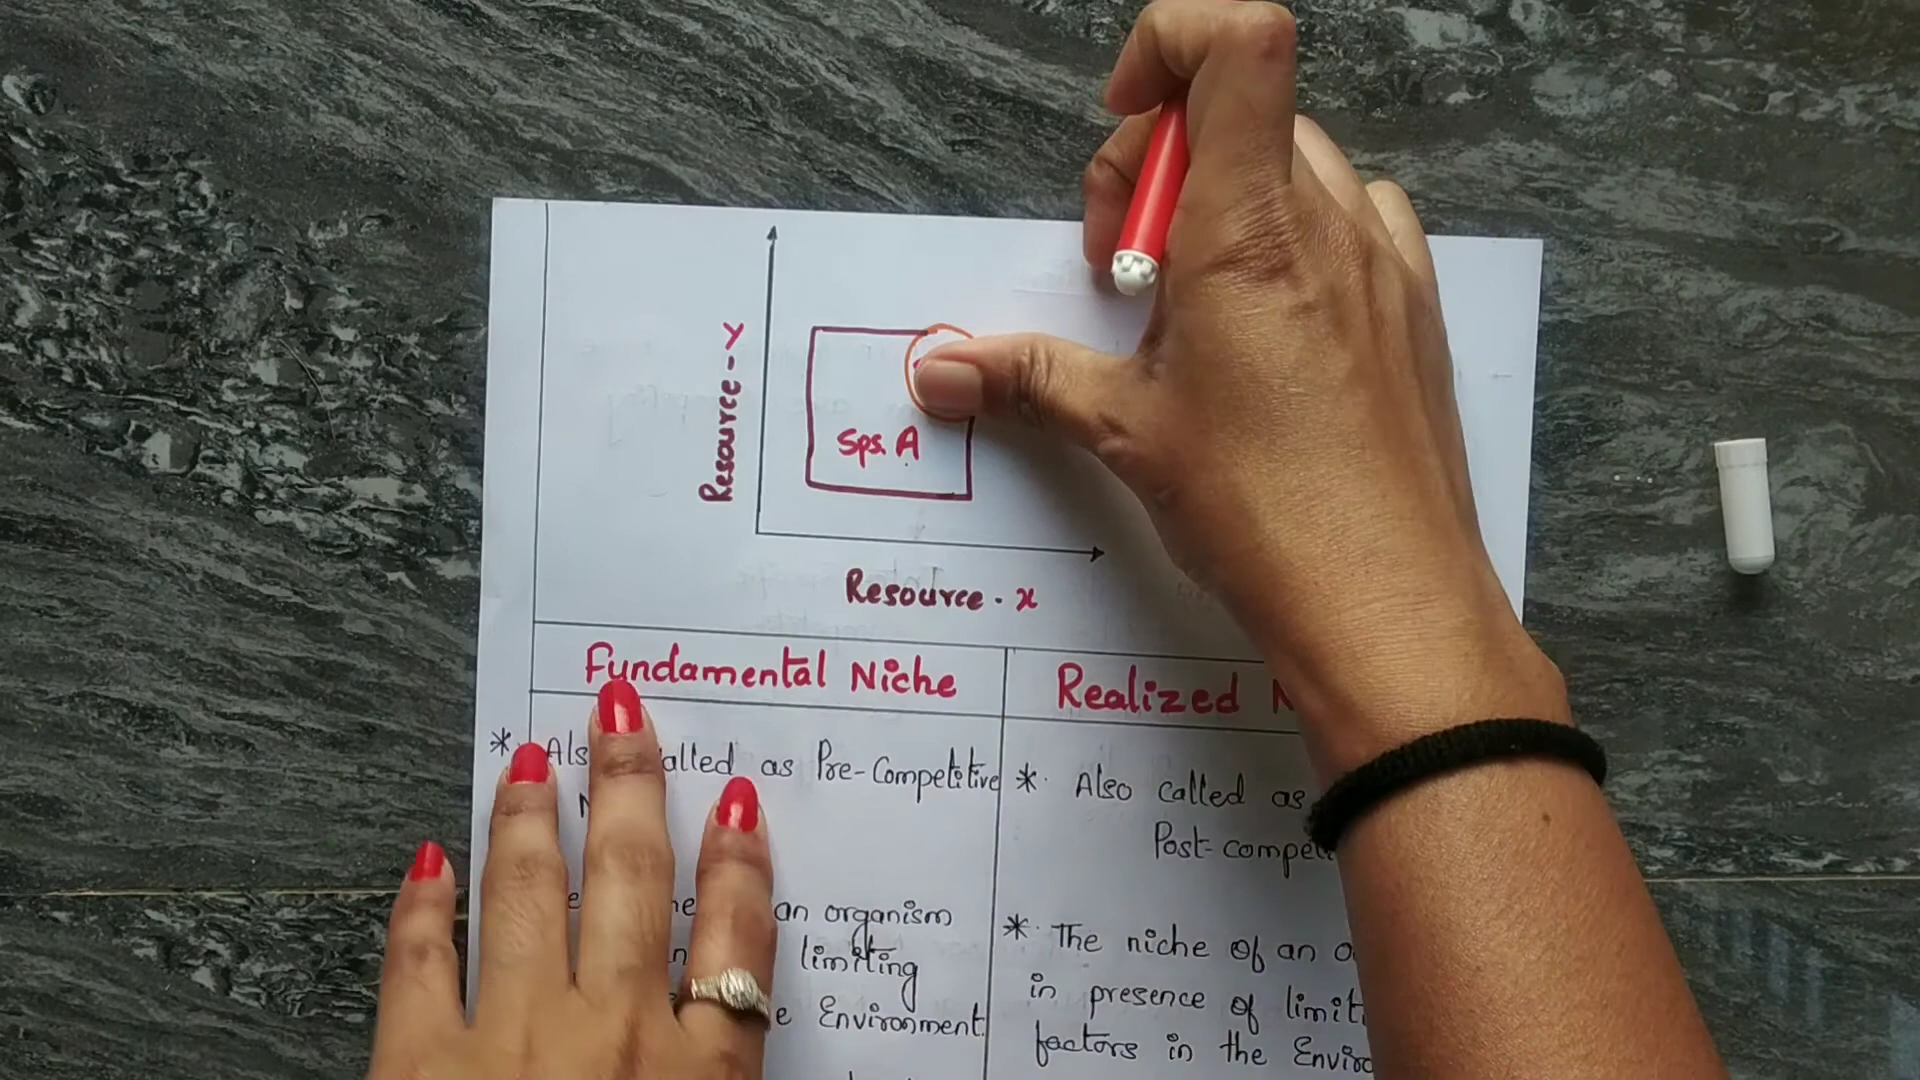 Resource - Y
Sps. A
Resource - x
Fundamental Niche
Realized
* Also called as Pre-Competitive
* Also called as
Post-
an organism
limiting
Environment.
* The niche of an
in presence of
factors in the